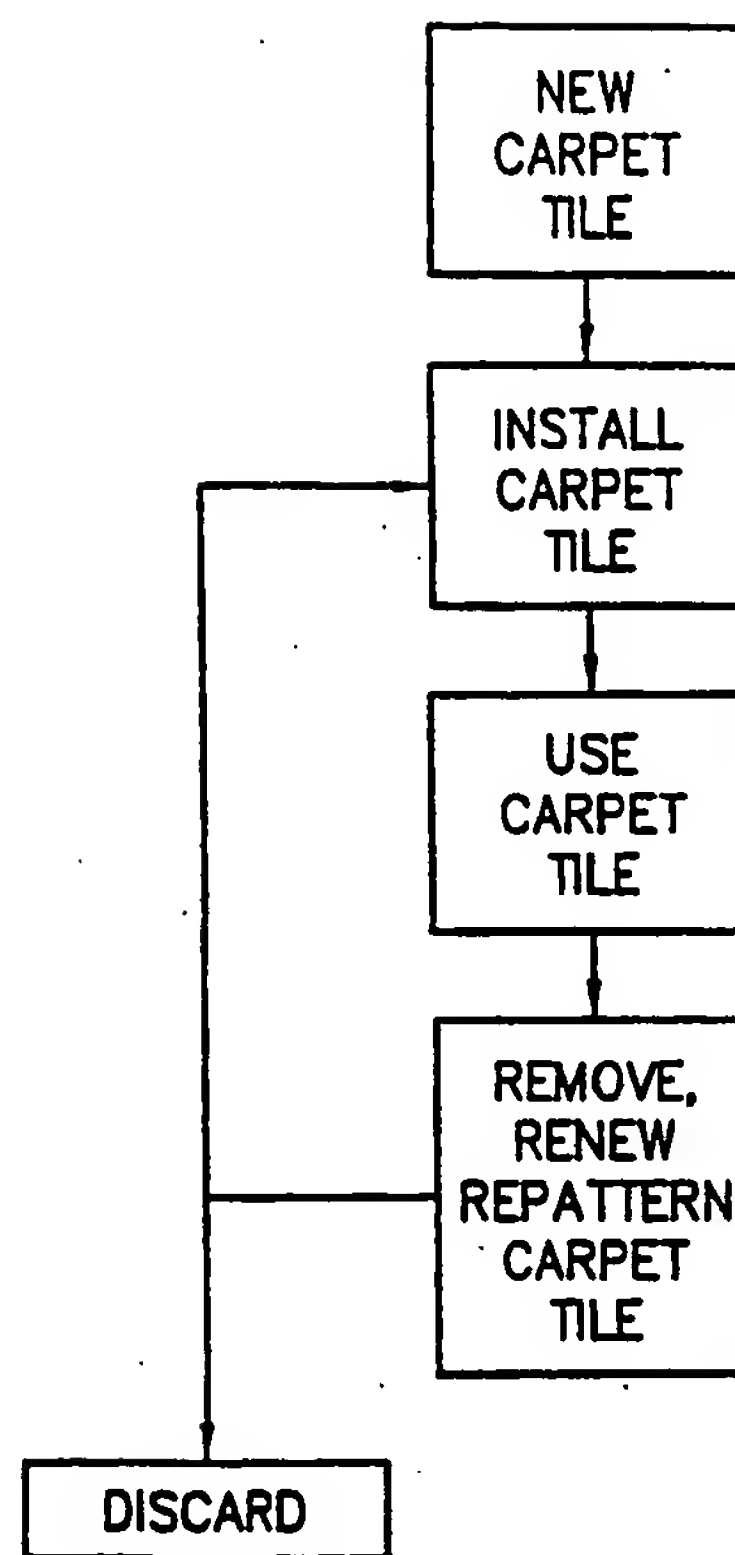 NEW
CARPET
TILE
INSTALL
CARPET
TILE
USE
CARPET
TILE
REMOVE,
RENEW
REPATTERN
CARPET
TILE
DISCARD